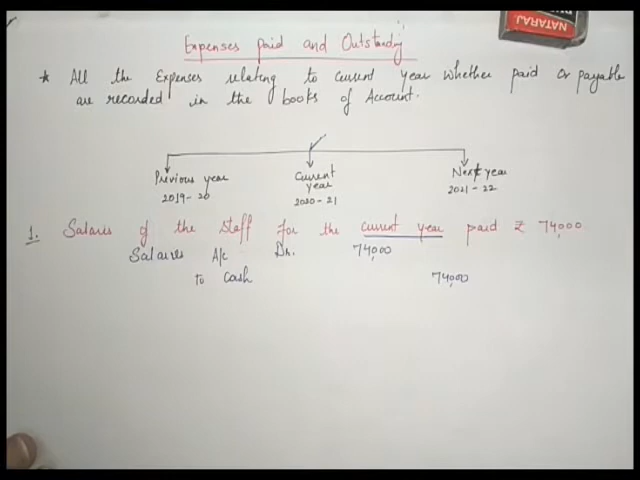 NATARAJ
Expenses Paid and Outstanding
* All the Expenses relating to current year whether paid or payable
are recorded in the books of Account.
Previous year
2019-20
Current
year
2020-21
Next year
2021-22
1. Salaries of the Staff for the current year paid ₹ 74,000
Salaries A/c Dr. 74,000
To Cash 74,000